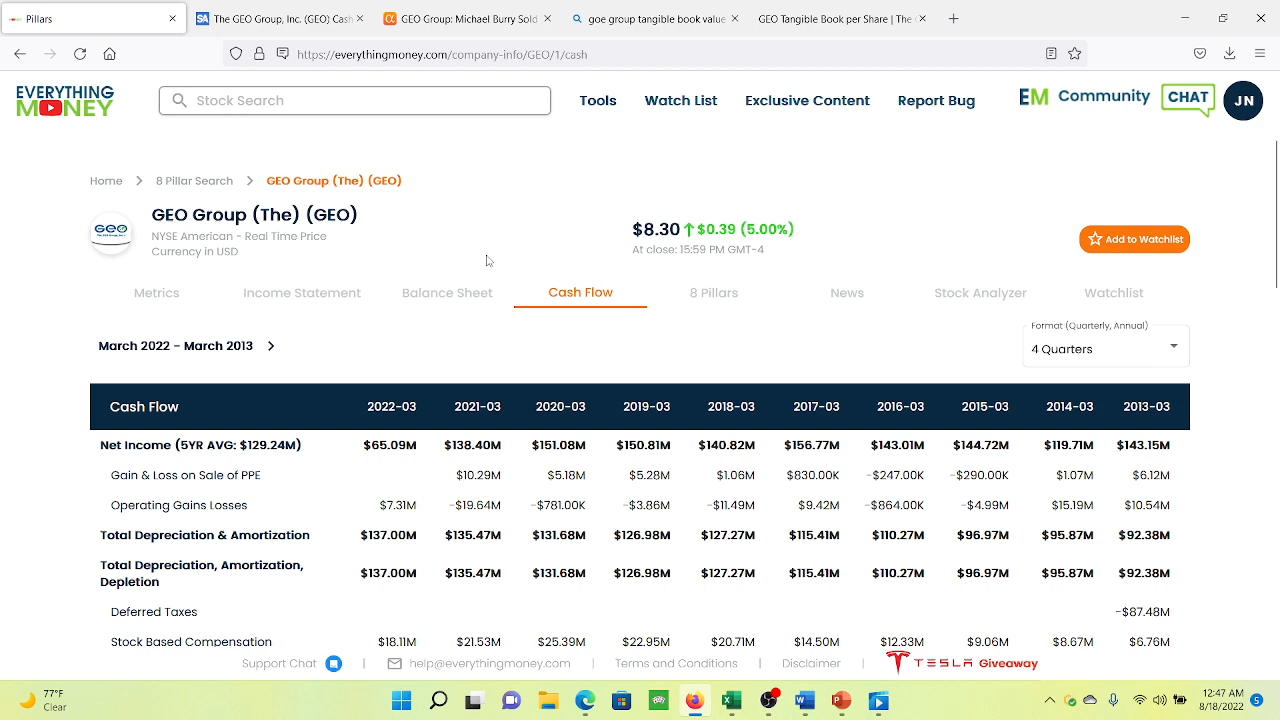 Pillars
SA The GEO Group, Inc. (GEO) Cash
GEO Group: Michael Burry Sold
goe group tangible book value
GEO Tangible Book per Share | The
https://everythingmoney.com/company-info/GEO/1/cash
EVERYTHING
MONEY
Stock Search
Tools
Watch List
Exclusive Content
Report Bug
EM Community
CHAT
JN
Home
8 Pillar Search
GEO Group (The) (GEO)
GEO
GEO Group (The) (GEO)
NYSE American - Real Time Price
Currency in USD
$8.30 $0.39 (5.00%)
At close: 15:59 PM GMT-4
Add to Watchlist
Metrics
Income Statement
Balance Sheet
Cash Flow
8 Pillars
News
Stock Analyzer
Watchlist
March 2022 - March 2013
Format (Quarterly, Annual)
4 Quarters
Cash Flow 2022-03 2021-03 2020-03 2019-03 2018-03 2017-03 2016-03 2015-03 2014-03 2013-03
Net Income (5YR AVG: $129.24M) $65.09M $138.40M $151.08M $150.81M $140.82M $156.77M $143.01M $144.72M $119.71M $143.15M
Gain & Loss on Sale of PPE $10.29M $5.18M $5.28M $1.06M $830.00K -$247.00K -$290.00K $1.07M $6.12M
Operating Gains Losses $7.31M -$19.64M -$781.00K -$3.86M -$11.49M $9.42M -$864.00K -$4.99M $15.19M $10.54M
Total Depreciation & Amortization $137.00M $135.47M $131.68M $126.98M $127.27M $115.41M $110.27M $96.97M $95.87M $92.38M
Total Depreciation, Amortization,
Depletion $137.00M $135.47M $131.68M $126.98M $127.27M $115.41M $110.27M $96.97M $95.87M $92.38M
Deferred Taxes -$87.48M
Stock Based Compensation $18.11M $21.53M $25.39M $22.95M $20.71M $14.50M $12.33M $9.06M $8.67M $6.76M
Support Chat
help@everythingmoney.com
Terms and Conditions
Disclaimer
TESLA Giveaway
77°F
Clear
12:47 AM
8/18/2022
5